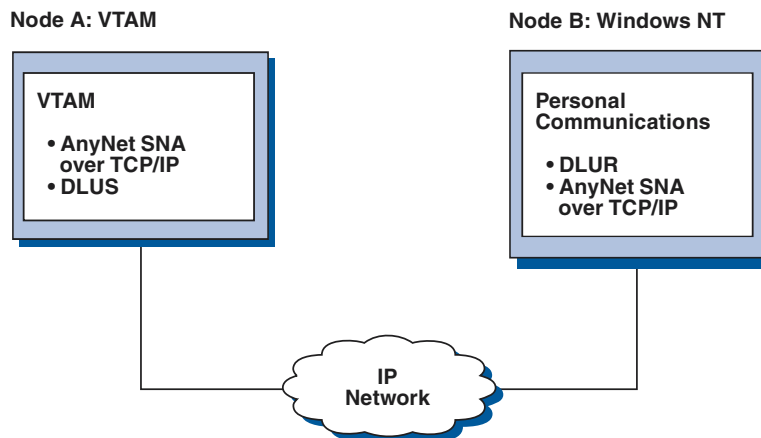 Node A: VTAM
Node B: Windows NT
VTAM
• AnyNet SNA
over TCP/IP
• DLUS
Personal
Communications
• DLUR
• AnyNet SNA
over TCP/IP
IP
Network